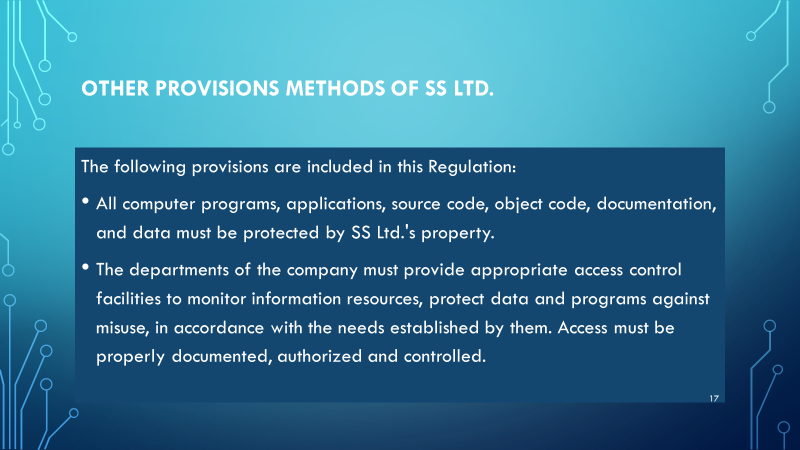 OTHER PROVISIONS METHODS OF SS LTD.
The following provisions are included in this Regulation:
• All computer programs, applications, source code, object code, documentation,
and data must be protected by SS Ltd.'s property.
• The departments of the company must provide appropriate access control
facilities to monitor information resources, protect data and programs against
misuse, in accordance with the needs established by them. Access must be
properly documented, authorized and controlled.
17